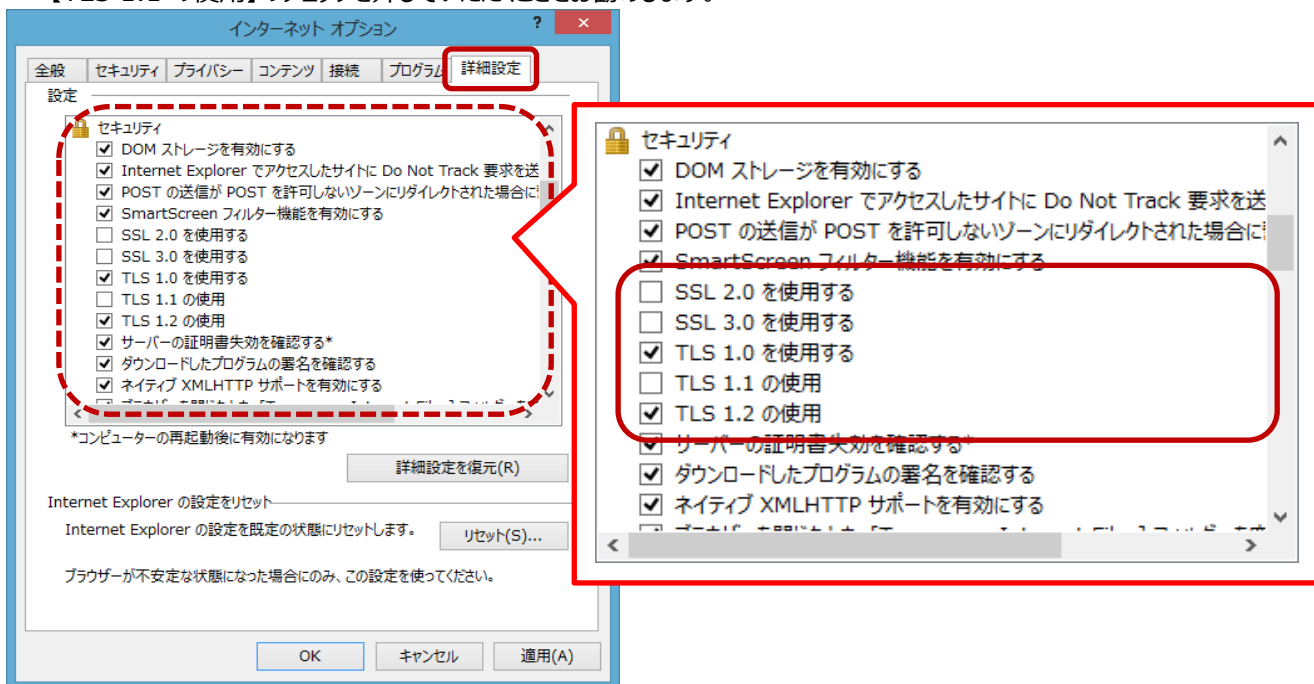 インターネット オプション
?
×
全般 セキュリティ プライバシー コンテンツ 接続 プログラム 詳細設定
設定
セキュリティ
DOM ストレージを有効にする
Internet Explorer でアクセスしたサイトに Do Not Track 要求を送
POST の送信が POST を許可しないゾーンにリダイレクトされた場合に
SmartScreen フィルター機能を有効にする
SSL 2.0 を使用する
SSL 3.0 を使用する
TLS 1.0 を使用する
TLS 1.1 の使用
TLS 1.2 の使用
サーバーの証明書失効を確認する*
ダウンロードしたプログラムの署名を確認する
ネイティブ XMLHTTP サポートを有効にする
*コンピューターの再起動後に有効になります
詳細設定を復元(R)
Internet Explorer の設定をリセット
Internet Explorer の設定を既定の状態にリセットします。
リセット(S)...
ブラウザーが不安定な状態になった場合にのみ、この設定を使ってください。
OK キャンセル 適用(A)
セキュリティ
DOM ストレージを有効にする
Internet Explorer でアクセスしたサイトに Do Not Track 要求を送
POST の送信が POST を許可しないゾーンにリダイレクトされた場合に
SmartScreen フィルター機能を有効にする
SSL 2.0 を使用する
SSL 3.0 を使用する
TLS 1.0 を使用する
TLS 1.1 の使用
TLS 1.2 の使用
サーバーの証明書失効を確認する*
ダウンロードしたプログラムの署名を確認する
ネイティブ XMLHTTP サポートを有効にする